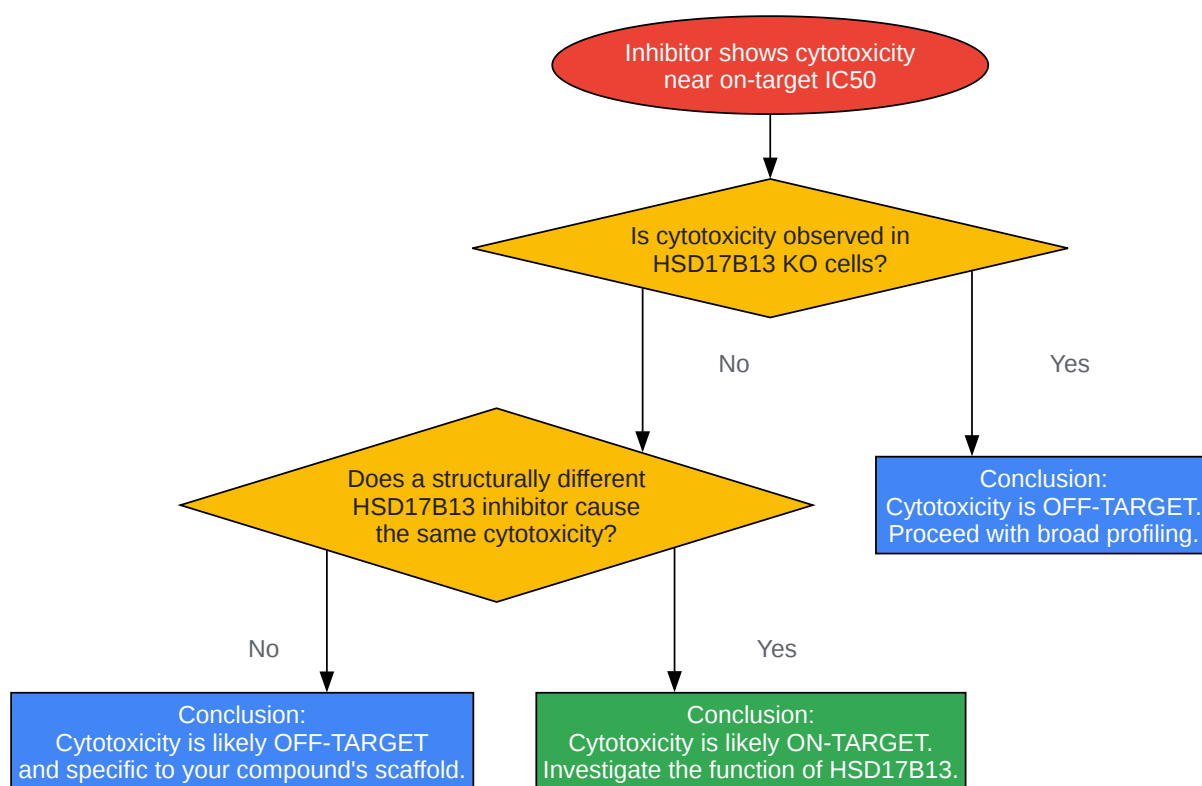 Inhibitor shows cytotoxicity
near on-target IC50
Is cytotoxicity observed in
HSD17B13 KO cells?
No
Yes
Does a structurally different
HSD17B13 inhibitor cause
the same cytotoxicity?
Conclusion:
Cytotoxicity is OFF-TARGET.
Proceed with broad profiling.
No
Yes
Conclusion:
Cytotoxicity is likely OFF-TARGET
and specific to your compound's scaffold.
Conclusion:
Cytotoxicity is likely ON-TARGET.
Investigate the function of HSD17B13.